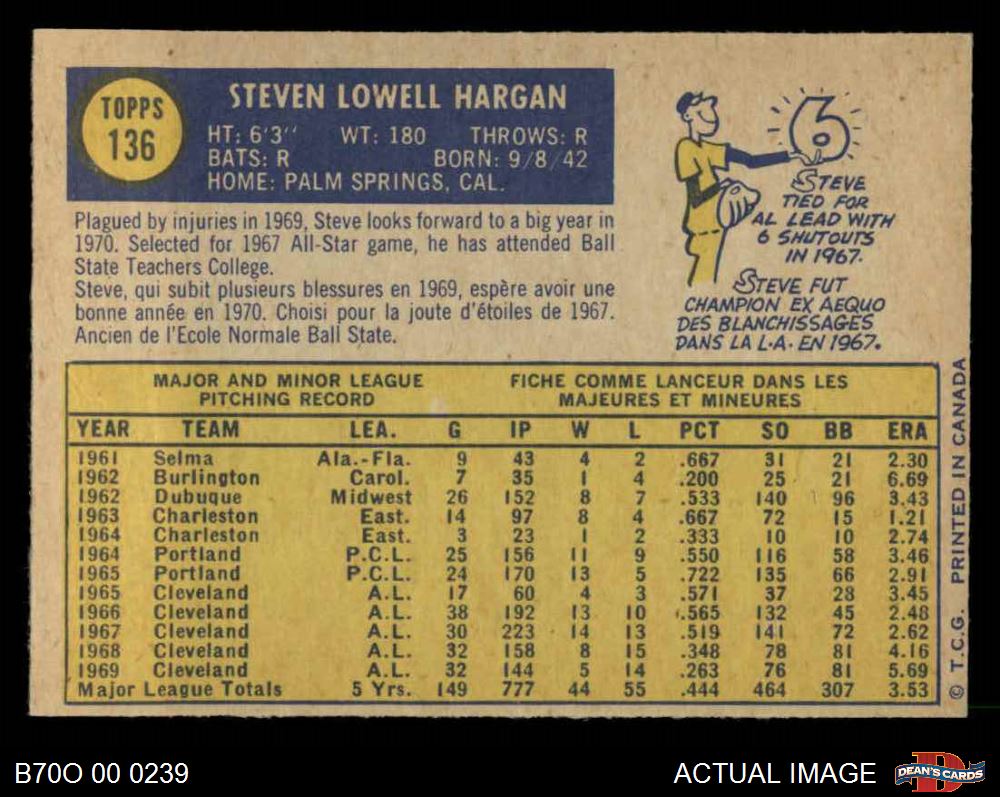 TOPPS
136
STEVEN LOWELL HARGAN
HT: 6'3'' WT: 180 THROWS: R
BATS: R BORN: 9/8/42
HOME: PALM SPRINGS, CAL.
Plagued by injuries in 1969, Steve looks forward to a big year in
1970. Selected for 1967 All-Star game, he has attended Ball
State Teachers College.
Steve, qui subit plusieurs blessures en 1969, espère avoir une
bonne année en 1970. Choisi pour la joute d'étoiles de 1967.
Ancien de l'Ecole Normale Ball State.
6
STEVE
TIED FOR
AL LEAD WITH
6 SHUTOUTS
IN 1967.
STEVE FUT
CHAMPION EX AEQUO
DES BLANCHISSAGES
DANS LA L.A. EN 1967.
MAJOR AND MINOR LEAGUE
PITCHING RECORD
FICHE COMME LANCEUR DANS LES
MAJEURES ET MINEURES
YEAR TEAM LEA. G IP W L PCT SO BB ERA
1961 Selma Ala.-Fla. 9 43 4 2 .667 31 21 2.30
1962 Burlington Carol. 7 35 1 4 .200 25 21 6.69
1962 Dubuque Midwest 26 152 8 7 .533 140 96 3.43
1963 Charleston East. 14 97 8 4 .667 72 15 1.21
1964 Charleston East. 3 23 1 2 .333 10 10 2.74
1964 Portland P.C.L. 25 156 11 9 .550 116 58 3.46
1965 Portland P.C.L. 24 170 13 5 .722 135 66 2.91
1965 Cleveland A.L. 17 60 4 3 .571 37 28 3.45
1966 Cleveland A.L. 38 192 13 10 .565 132 45 2.48
1967 Cleveland A.L. 30 223 14 13 .519 141 72 2.62
1968 Cleveland A.L. 32 158 8 15 .348 78 81 4.16
1969 Cleveland A.L. 32 144 5 14 .263 76 81 5.69
Major League Totals 5 Yrs. 149 777 44 55 .444 464 307 3.53
© T.C.G. PRINTED IN CANADA
B70O 00 0239
ACTUAL IMAGE
D
DEAN'S CARDS